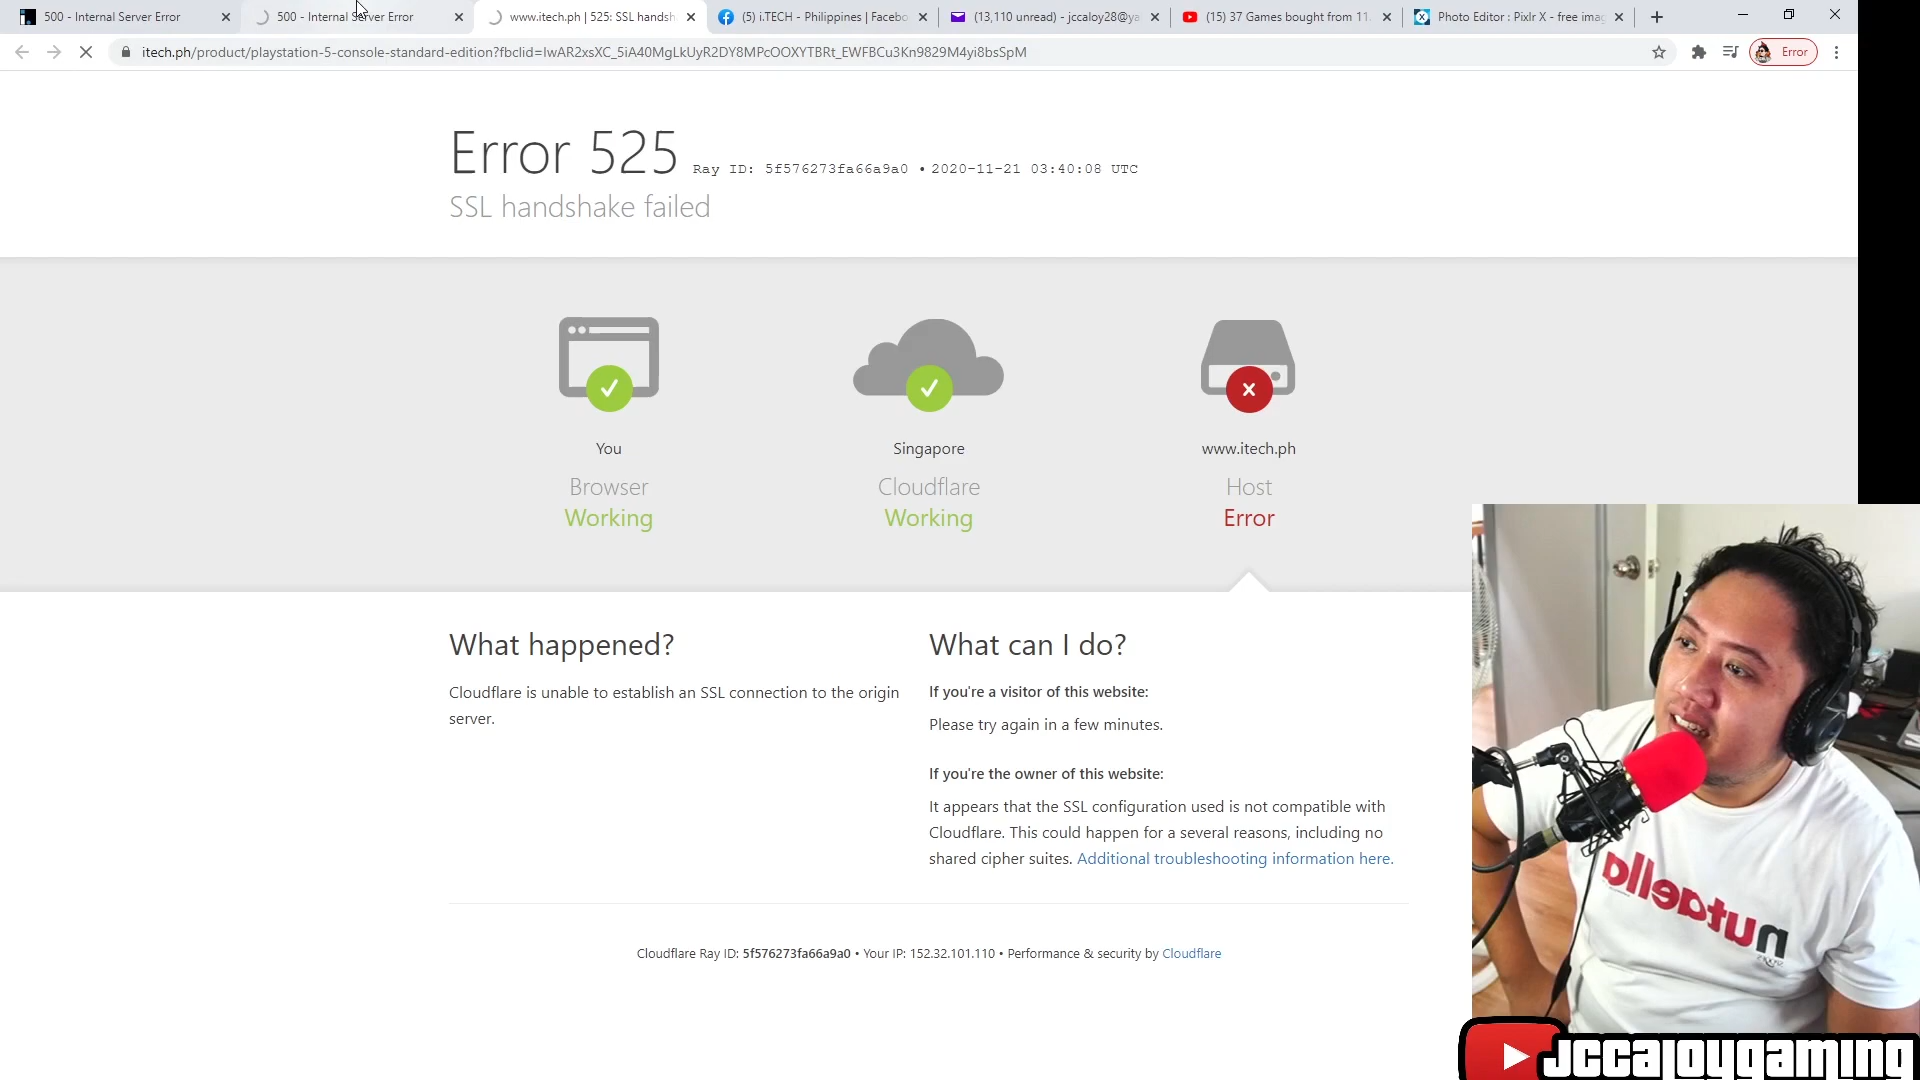 500 - Internal Server Error
500 - Internal Server Error
www.itech.ph | 525: SSL handsh
(5) i.TECH - Philippines | Facebo
(13,110 unread) - jccaloy28@ya
(15) 37 Games bought from 11.
Photo Editor : Pixlr X - free imag
itech.ph/product/playstation-5-console-standard-edition?fbclid=IwAR2xsXC_5iA40MgLkUyR2DY8MPcOOXYTBRt_EWFBCu3Kn9829M4yi8bsSpM
Error
Error 525 Ray ID: 5f576273fa66a9a0 • 2020-11-21 03:40:08 UTC
SSL handshake failed
You
Browser
Working
Singapore
Cloudflare
Working
www.itech.ph
Host
Error
What happened?
Cloudflare is unable to establish an SSL connection to the origin
server.
What can I do?
If you're a visitor of this website:
Please try again in a few minutes.
If you're the owner of this website:
It appears that the SSL configuration used is not compatible with
Cloudflare. This could happen for a several reasons, including no
shared cipher suites. Additional troubleshooting information here.
Cloudflare Ray ID: 5f576273fa66a9a0 • Your IP: 152.32.101.110 • Performance & security by Cloudflare
nutaella
jccaloygaming